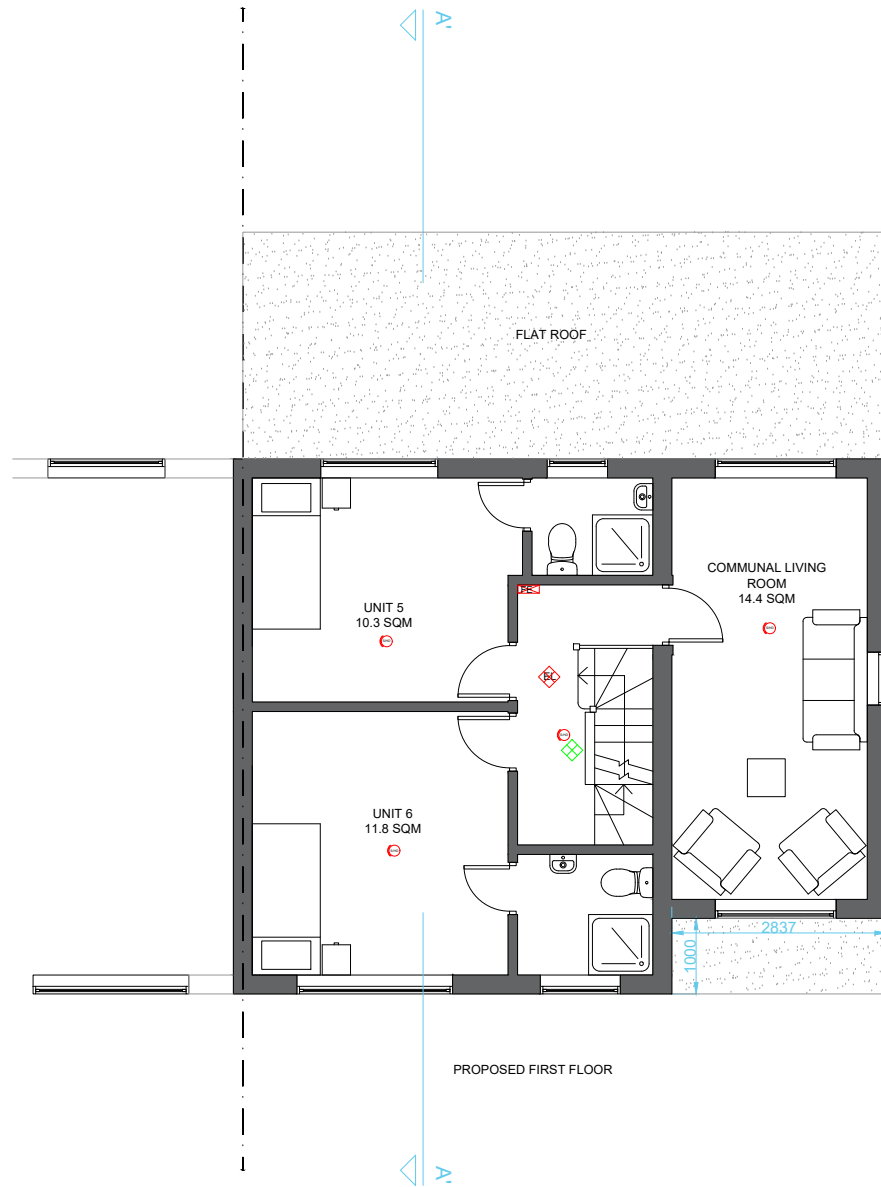 A'
FLAT ROOF
COMMUNAL LIVING
ROOM
14.4 SQM
UNIT 5
10.3 SQM
EL
UNIT 6
11.8 SQM
2837
1000
PROPOSED FIRST FLOOR
A'